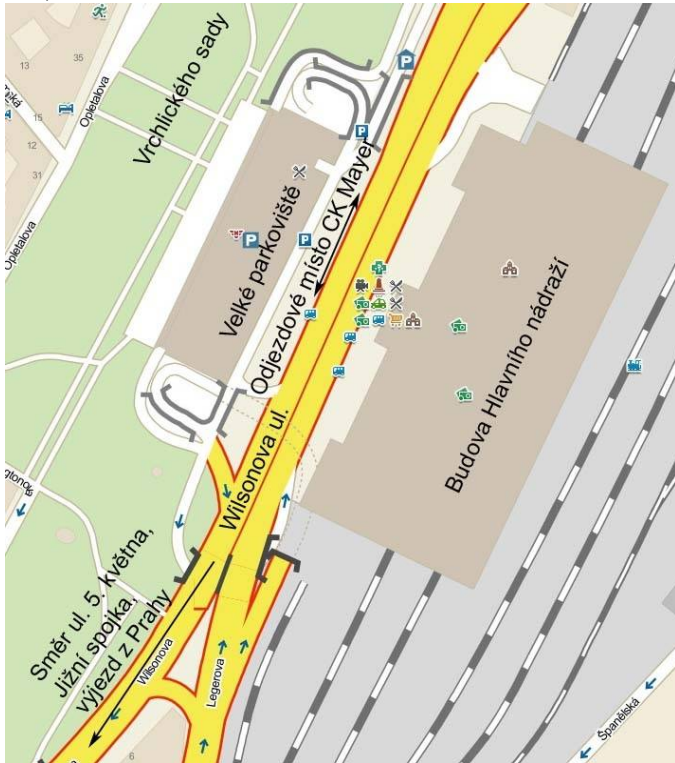 13
35
Opletalova
15
12
31
Opletalova
Vrchlického sady
P
P
P
P
Velké parkoviště
Odjezdové místo CK Mayer
Wilsonova ul.
Budova Hlavního nádraží
Směr ul. 5. května,
Jižní spojka,
výjezd z Prahy
Wilsonova
Legerova
Španělská
6